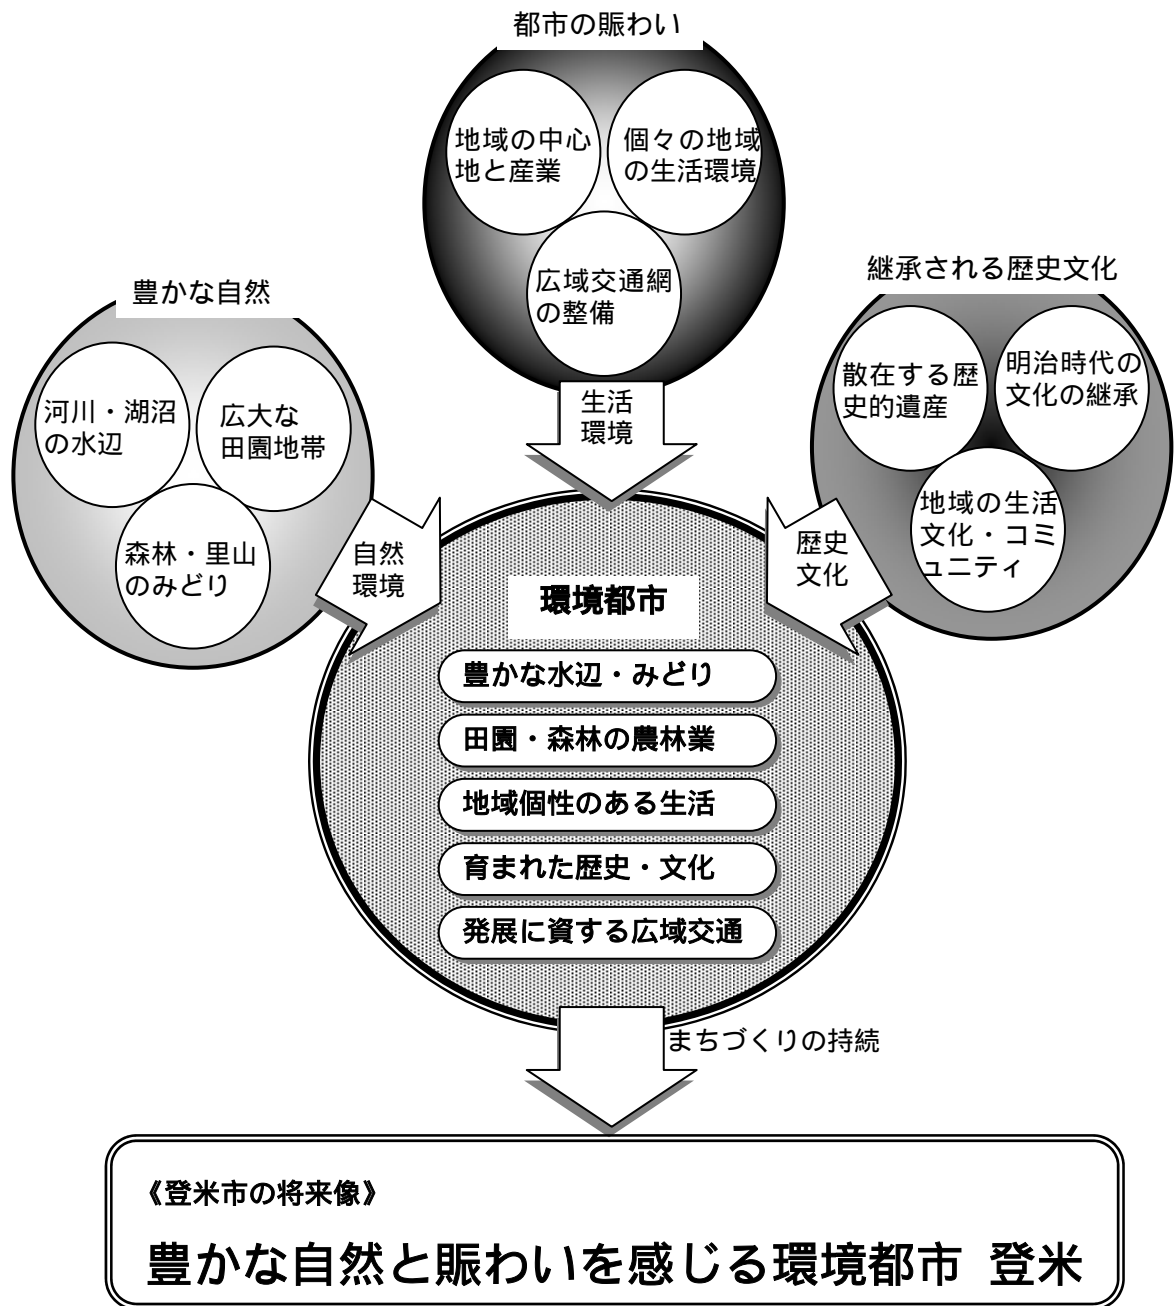 都市の賑わい
地域の中心
地と産業
個々の地域
の生活環境
広域交通網
の整備
豊かな自然
河川・湖沼
の水辺
広大な
田園地帯
森林・里山
のみどり
継承される歴史文化
散在する歴
史的遺産
明治時代の
文化の継承
地域の生活
文化・コミ
ュニティ
生活
環境
自然
環境
歴史
文化
環境都市
豊かな水辺・みどり
田園・森林の農林業
地域個性のある生活
育まれた歴史・文化
発展に資する広域交通
まちづくりの持続
《登米市の将来像》
豊かな自然と賑わいを感じる環境都市 登米